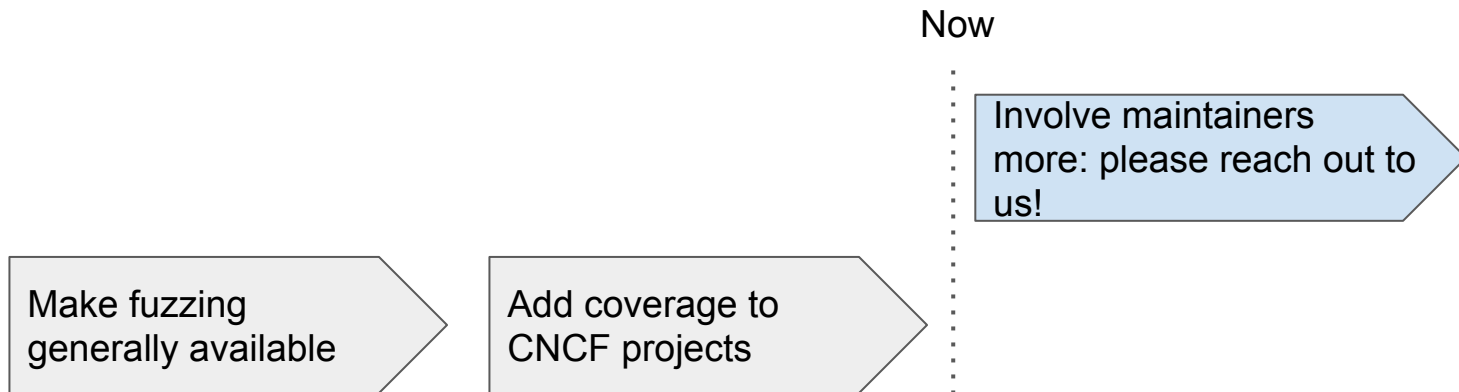 Now
Involve maintainers
more: please reach out to
us!
Make fuzzing
generally available
Add coverage to
CNCF projects